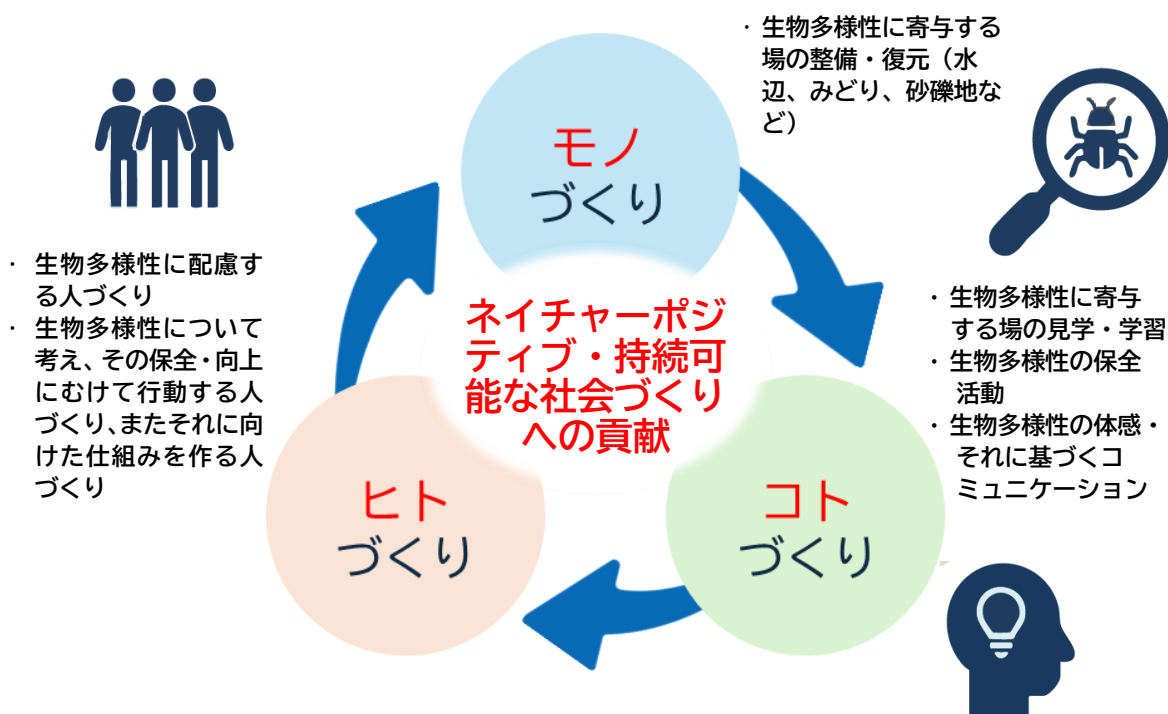 ・生物多様性に寄与する
場の整備・復元（水
辺、みどり、砂礫地な
ど）
モノ
づくり
・生物多様性に配慮す
る人づくり
・生物多様性について
考え、その保全・向上
にむけて行動する人
づくり、またそれに向
けた仕組みを作る人
づくり
ネイチャーポジ
ティブ・持続可
能な社会づくり
への貢献
・生物多様性に寄与
する場の見学・学習
・生物多様性の保全
活動
・生物多様性の体感・
それに基づくコ
ミュニケーション
ヒト
づくり
コト
づくり